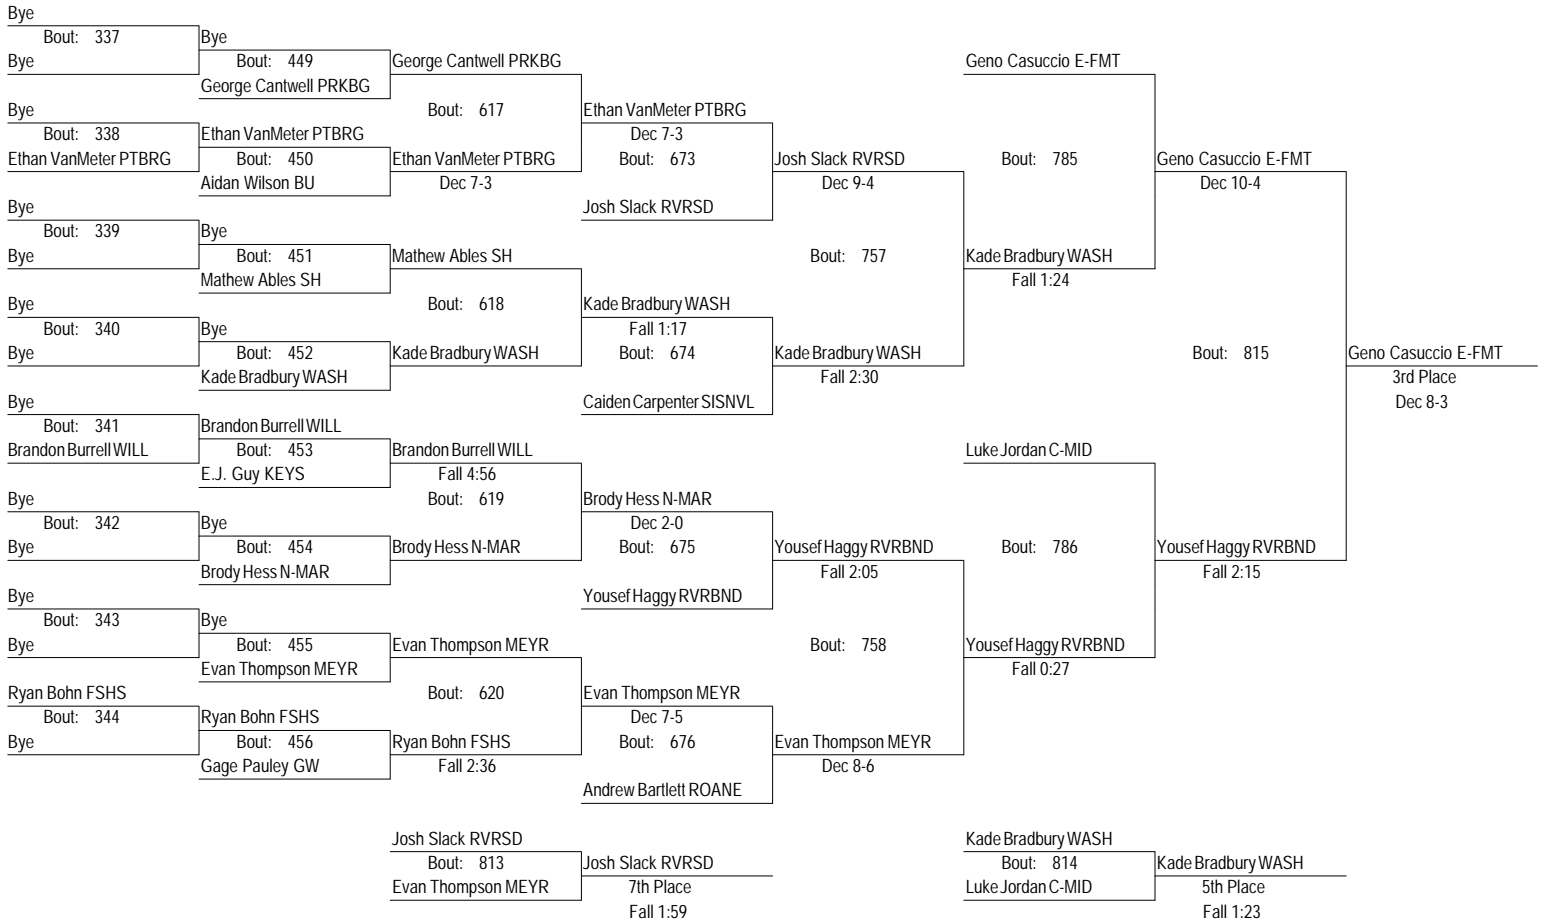 Bye
Bout: 337
Bye
Bye
Bout: 338
Ethan VanMeter PTBRG
Bye
Bout: 339
Bye
Bye
Bout: 340
Bye
Bye
Bout: 341
Brandon Burrell WILL
Bye
Bout: 342
Bye
Bye
Bout: 343
Bye
Ryan Bohn FSHS
Bout: 344
Bye
Bye
Bout: 449
George Cantwell PRKBG
Ethan VanMeter PTBRG
Bout: 450
Aidan Wilson BU
Bye
Bout: 451
Mathew Ables SH
Bye
Bout: 452
Kade Bradbury WASH
Brandon Burrell WILL
Bout: 453
E.J. Guy KEYS
Bye
Bout: 454
Brody Hess N-MAR
Bye
Bout: 455
Evan Thompson MEYR
Ryan Bohn FSHS
Bout: 456
Gage Pauley GW
George Cantwell PRKBG
Bout: 617
Ethan VanMeter PTBRG
Dec 7-3
Mathew Ables SH
Bout: 618
Kade Bradbury WASH
Brandon Burrell WILL
Fall 4:56
Bout: 619
Brody Hess N-MAR
Evan Thompson MEYR
Bout: 620
Ryan Bohn FSHS
Fall 2:36
Ethan VanMeter PTBRG
Dec 7-3
Bout: 673
Josh Slack RVRSD
Kade Bradbury WASH
Fall 1:17
Bout: 674
Caiden Carpenter SISNVL
Brody Hess N-MAR
Dec 2-0
Bout: 675
Yousef Haggy RVRBND
Evan Thompson MEYR
Dec 7-5
Bout: 676
Andrew Bartlett ROANE
Josh Slack RVRSD
Dec 9-4
Bout: 757
Kade Bradbury WASH
Fall 2:30
Yousef Haggy RVRBND
Fall 2:05
Bout: 758
Evan Thompson MEYR
Dec 8-6
Geno Casuccio E-FMT
Bout: 785
Kade Bradbury WASH
Fall 1:24
Luke Jordan C-MID
Bout: 786
Yousef Haggy RVRBND
Fall 0:27
Geno Casuccio E-FMT
Dec 10-4
Bout: 815
Yousef Haggy RVRBND
Fall 2:15
Geno Casuccio E-FMT
3rd Place
Dec 8-3
Josh Slack RVRSD
Bout: 813
Evan Thompson MEYR
Josh Slack RVRSD
7th Place
Fall 1:59
Kade Bradbury WASH
Bout: 814
Luke Jordan C-MID
Kade Bradbury WASH
5th Place
Fall 1:23